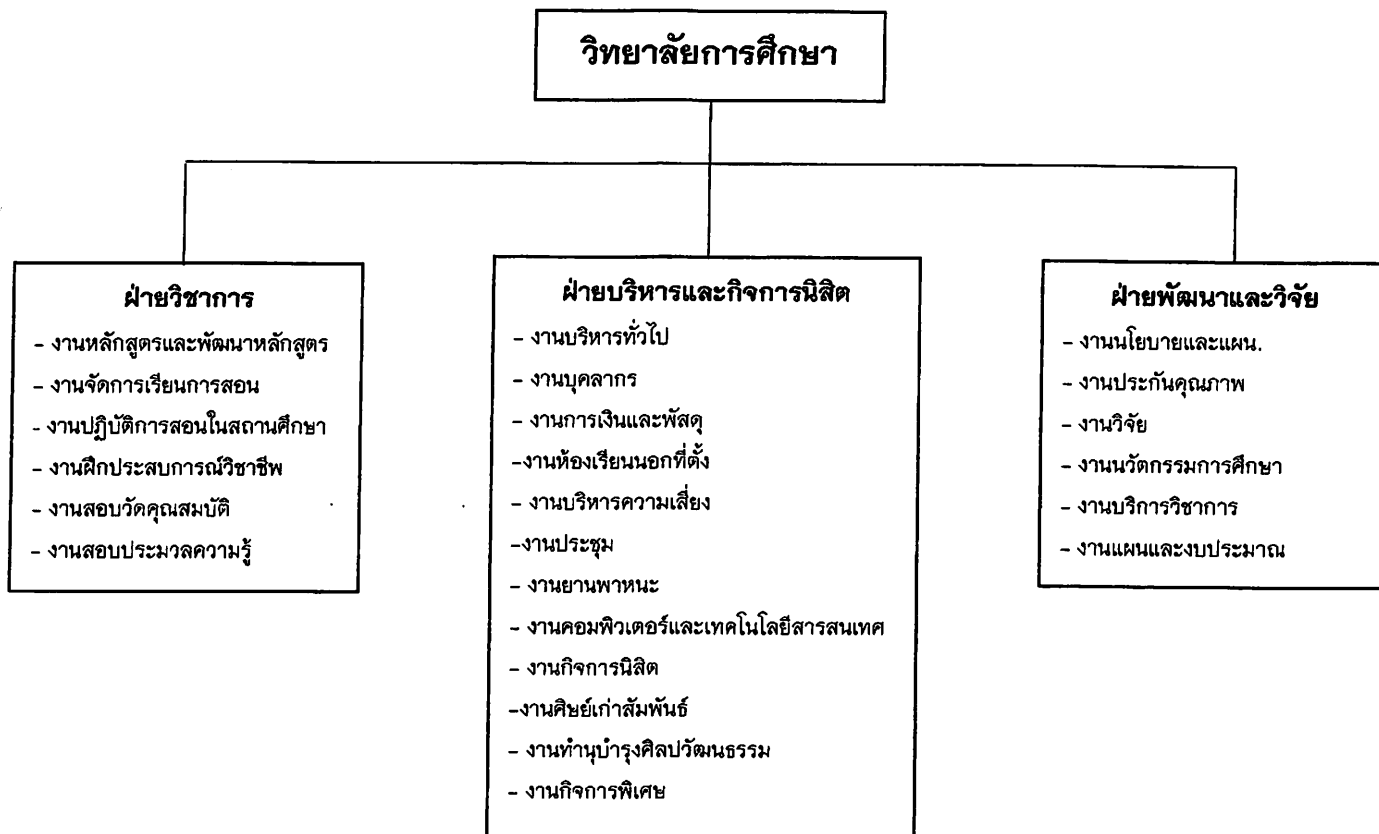 วิทยาลัยการศึกษา
ฝ่ายวิชาการ
- งานหลักสูตรและพัฒนาหลักสูตร
- งานจัดการเรียนการสอน
- งานปฏิบัติการสอนในสถานศึกษา
- งานฝึกประสบการณ์วิชาชีพ
- งานสอบวัดคุณสมบัติ
- งานสอบประมวลความรู้
ฝ่ายบริหารและกิจการนิสิต
- งานบริหารทั่วไป
- งานบุคลากร
- งานการเงินและพัสดุ
-งานห้องเรียนนอกที่ตั้ง
- งานบริหารความเสี่ยง
-งานประชุม
- งานยานพาหนะ
- งานคอมพิวเตอร์และเทคโนโลยีสารสนเทศ
- งานกิจการนิสิต
-งานศิษย์เก่าสัมพันธ์
- งานทำนุบำรุงศิลปวัฒนธรรม
- งานกิจการพิเศษ
ฝ่ายพัฒนาและวิจัย
- งานนโยบายและแผน.
- งานประกันคุณภาพ
- งานวิจัย
- งานนวัตกรรมการศึกษา
- งานบริการวิชาการ
- งานแผนและงบประมาณ